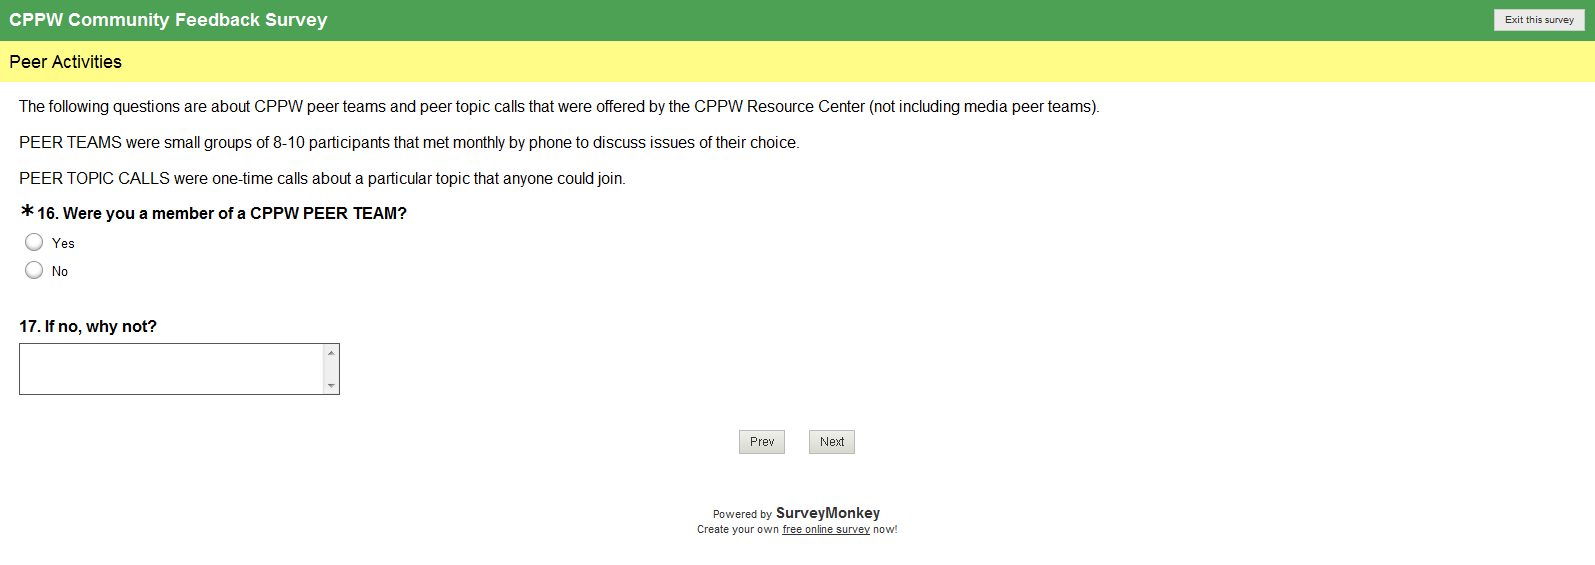 CPPW Community Feedback Survey
Exit this survey
Peer Activities
The following questions are about CPPW peer teams and peer topic calls that were offered by the CPPW Resource Center (not including media peer teams).
PEER TEAMS were small groups of 8-10 participants that met monthly by phone to discuss issues of their choice.
PEER TOPIC CALLS were one-time calls about a particular topic that anyone could join.
*16. Were you a member of a CPPW PEER TEAM?
Yes
No
17. If no, why not?
Prev Next
Powered by SurveyMonkey
Create your own free online survey now!